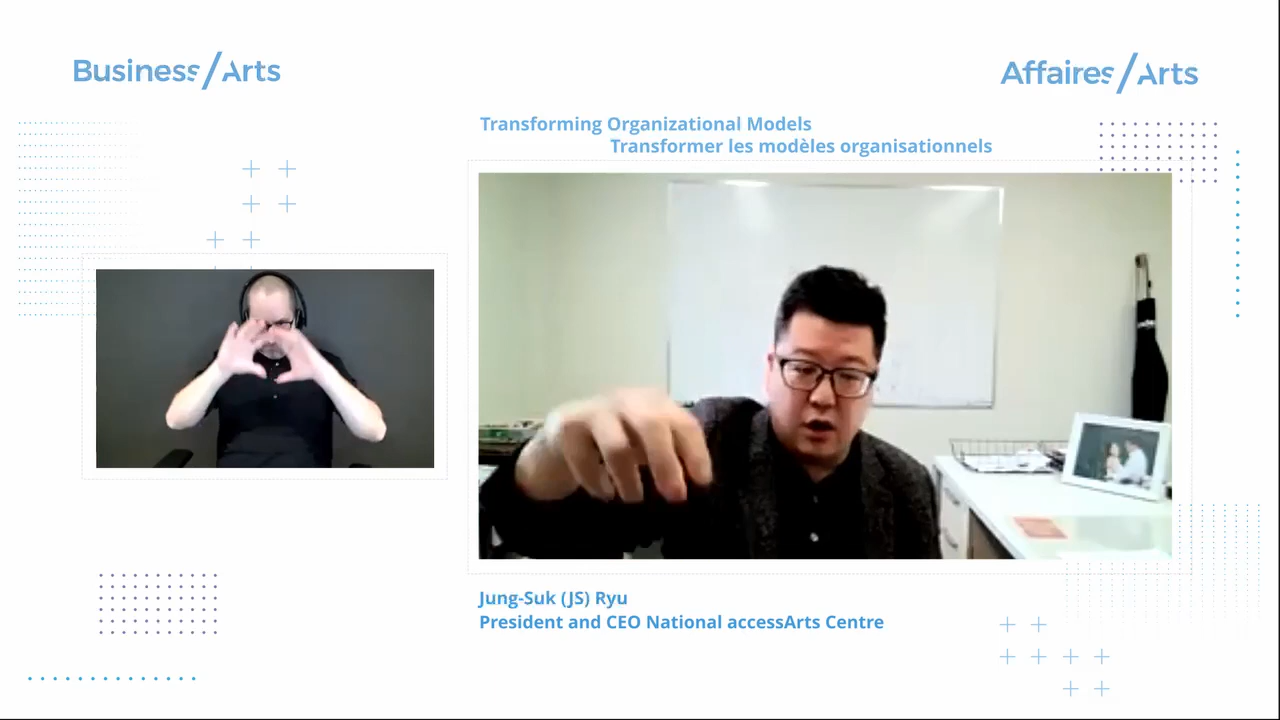 Business/Arts
Affaires/Arts
Transforming Organizational Models
Transformer les modèles organisationnels
Jung-Suk (JS) Ryu
President and CEO National accessArts Centre